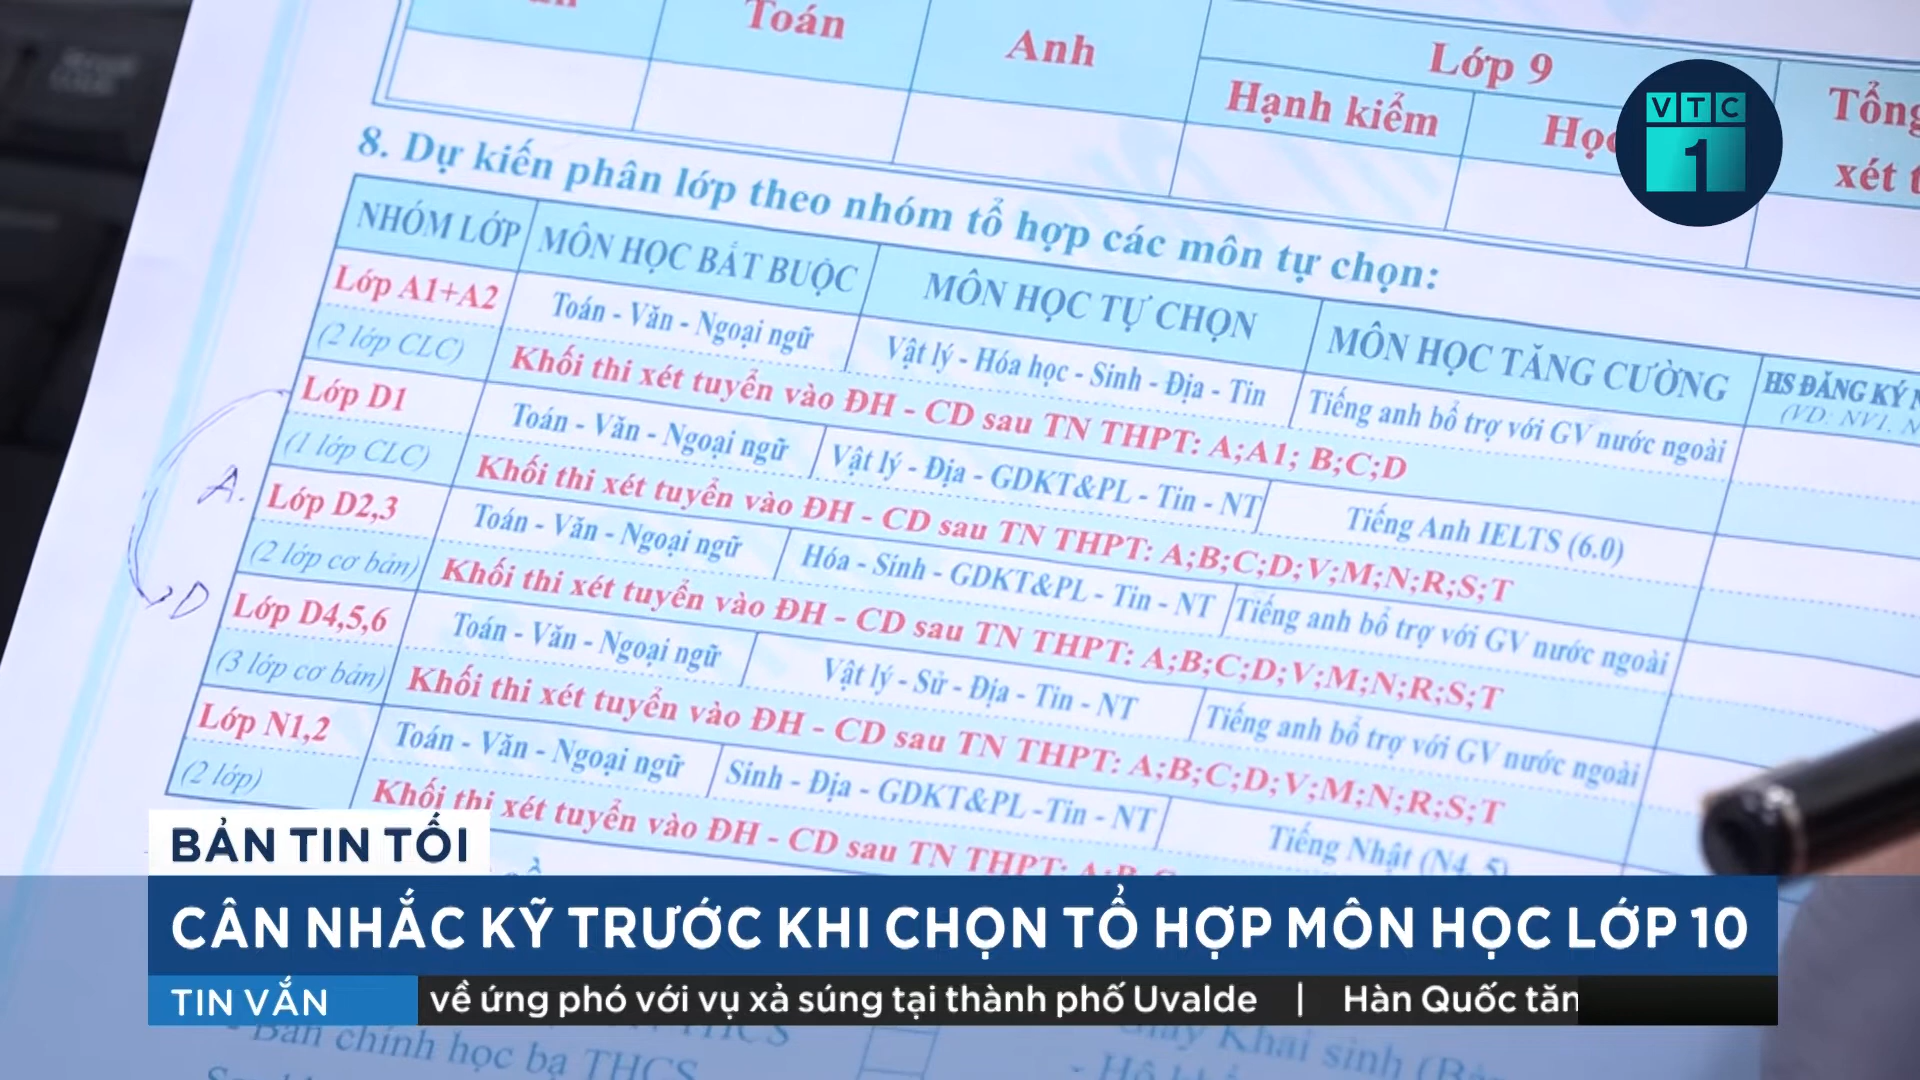 Toán
Anh
Lớp 9
Hạnh kiểm
VTC
1
xét
8. Dự kiến phân lớp theo nhóm tổ hợp các môn tự chọn:
NHÓM LỚP MÔN HỌC BẮT BUỘC MÔN HỌC TỰ CHỌN MÔN HỌC TĂNG CƯỜNG HS ĐĂNG KÝ
(VD: NV1.
Lớp A1+A2 Toán - Văn - Ngoại ngữ Vật lý - Hóa học - Sinh - Địa - Tin Tiếng anh bổ trợ với GV nước ngoài
(2 lớp CLC) Khối thi xét tuyển vào ĐH - CD sau TN THPT: A;A1; B;C;D
Lớp D1 Toán - Văn - Ngoại ngữ Vật lý - Địa - GDKT&PL - Tin - NT Tiếng Anh IELTS (6.0)
(1 lớp CLC) Khối thi xét tuyển vào ĐH - CD sau TN THPT: A;B;C;D;V;M;N;R;S;T
A.
Lớp D2,3 Toán - Văn - Ngoại ngữ Hóa - Sinh - GDKT&PL - Tin - NT Tiếng anh bổ trợ với GV nước ngoài
(2 lớp cơ bản) Khối thi xét tuyển vào ĐH - CD sau TN THPT: A;B;C;D;V;M;N;R;S;T
D
Lớp D4,5,6 Toán - Văn - Ngoại ngữ Vật lý - Sử - Địa - Tin - NT Tiếng anh bổ trợ với GV nước ngoài
(3 lớp cơ bản) Khối thi xét tuyển vào ĐH - CD sau TN THPT: A;B;C;D;V;M;N;R;S;T
Lớp N1,2 Toán - Văn - Ngoại ngữ Sinh - Địa - GDKT&PL -Tin - NT Tiếng Nhật (N4, 5)
(2 lớp) Khối thi xét tuyển vào ĐH - CD sau TN THPT:
BẢN TIN TỐI
CÂN NHẮC KỸ TRƯỚC KHI CHỌN TỔ HỢP MÔN HỌC LỚP 10
TIN VẮN về ứng phó với vụ xả súng tại thành phố Uvalde | Hàn Quốc tăn
- Bản chính học bạ THCS
Giấy Khai sinh